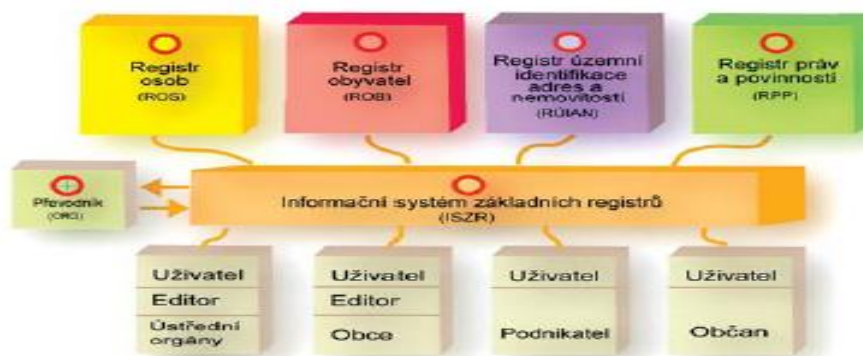 Registr
osob
(ROS)
Registr
obyvatel
(ROB)
Registr územní
identifikace
adres a
nemovitostí
(RÚIAN)
Registr práv
a povinností
(RPP)
Převodník
(ORG)
Informační systém základních registrů
(ISZR)
Uživatel
Editor
Ústřední
orgány
Uživatel
Editor
Obce
Uživatel
Podnikatel
Uživatel
Občan